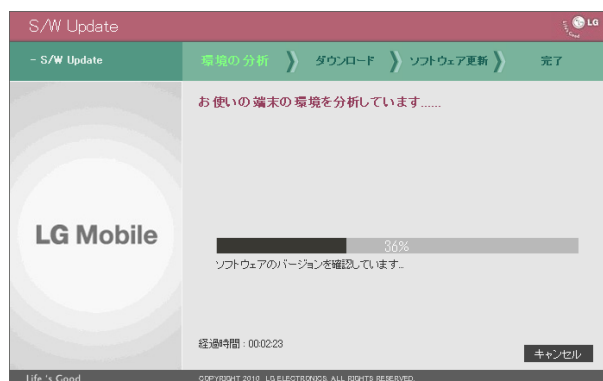 S/W Update
LG
- S/W Update
環境の分析 》 ダウンロード 》 ソフトウェア更新 》 完了
お使いの端末の環境を分析しています......
LG Mobile
36%
ソフトウェアのバージョンを確認しています..
経過時間 : 00:02:23
キャンセル
Life's Good
COPYRIGHT 2010 LG ELECTRONICS. ALL RIGHTS RESERVED.